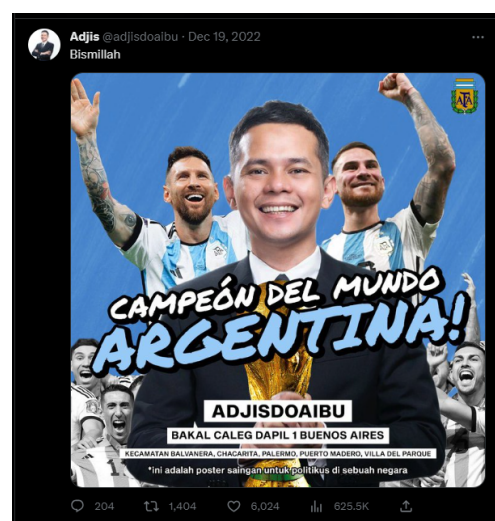 Adjis @adjisdoaibu · Dec 19, 2022
Bismillah
AFA
CAMPEÓN DEL MUNDO
ARGENTINA!
ADJISDOAIBU
BAKAL CALEG DAPIL 1 BUENOS AIRES
KECAMATAN BALVANERA, CHACARITA, PALERMO, PUERTO MADERO, VILLA DEL PARQUE
*ini adalah poster saingan untuk politikus di sebuah negara
204 1,404 6,024 625.5K